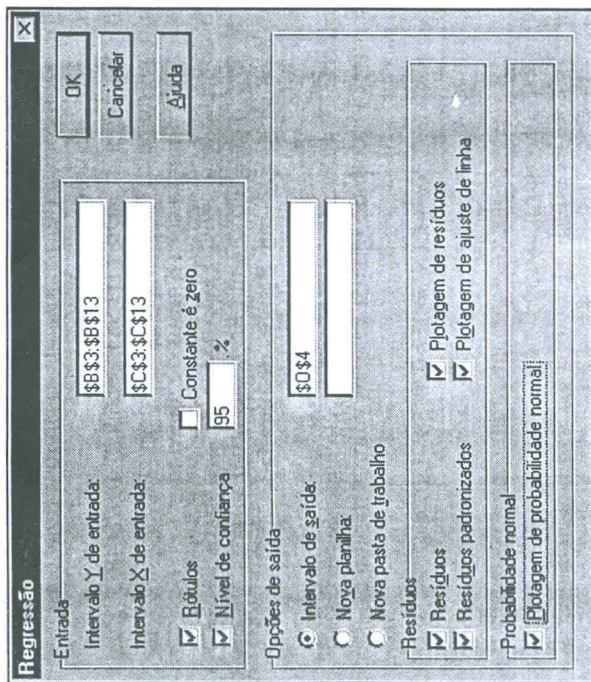 Regressão
Entrada
Intervalo Y de entrada: $B$3:$B$13
Intervalo X de entrada: $C$3:$C$13
Rótulos Constante é zero
Nível de confiança 95 %
OK
Cancelar
Ajuda
Opções de saída
Intervalo de saída: $O$4
Nova planilha:
Nova pasta de trabalho
Resíduos
Resíduos Plotagem de resíduos
Resíduos padronizados Plotagem de ajuste de linha
Probabilidade normal
Plotagem de probabilidade normal